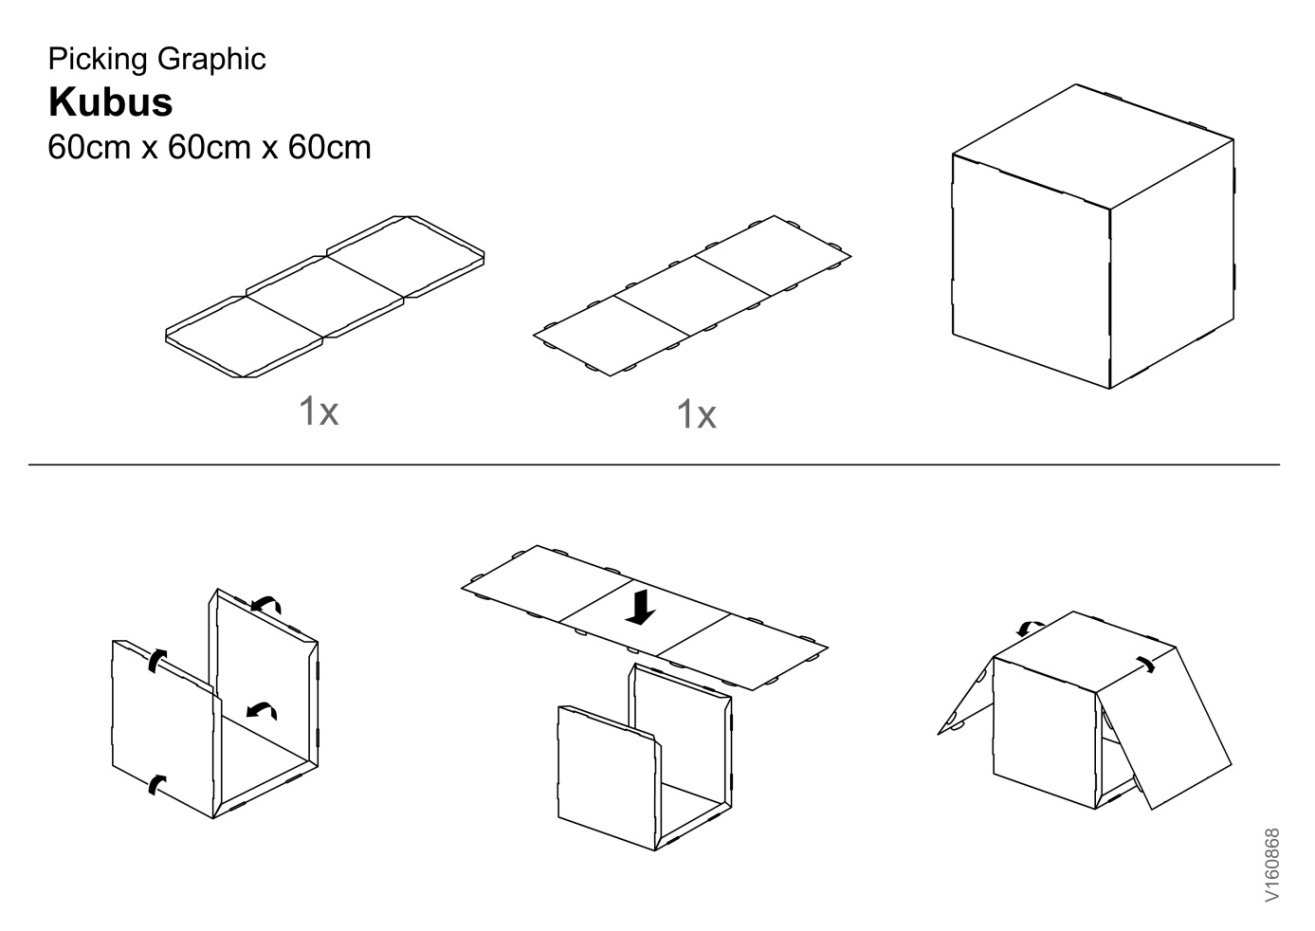 Picking Graphic
Kubus
60cm x 60cm x 60cm
1x
1x
V160868